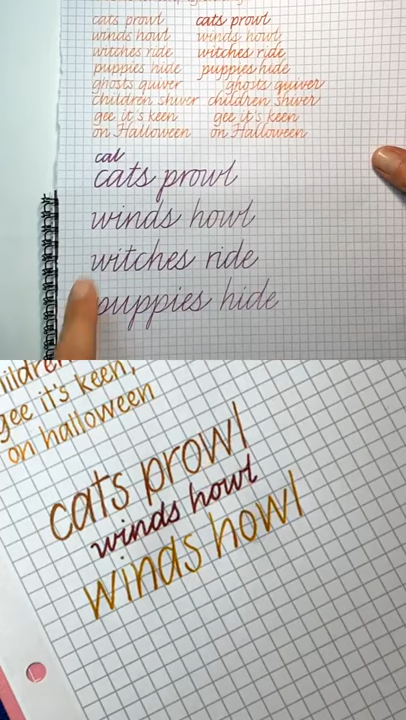 cats prowl cats prowl
winds howl winds howl
witches ride witches ride
puppies hide puppies hide
ghosts quiver ghosts quiver
children shiver children shiver
gee it's keen gee it's keen
on Halloween on Halloween
cat
cats prowl
winds howl
witches ride
puppies hide
gee it's keen,
on halloween
cats prowl
winds howl
winds howl